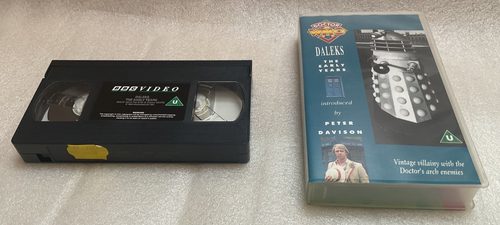 BBC VIDEO
DALEKS
THE EARLY YEARS
U
DOCTOR
WHO
DALEKS
THE EARLY
YEARS
introduced
by
PETER
DAVISON
U
Vintage villainy with the
Doctor's arch enemies